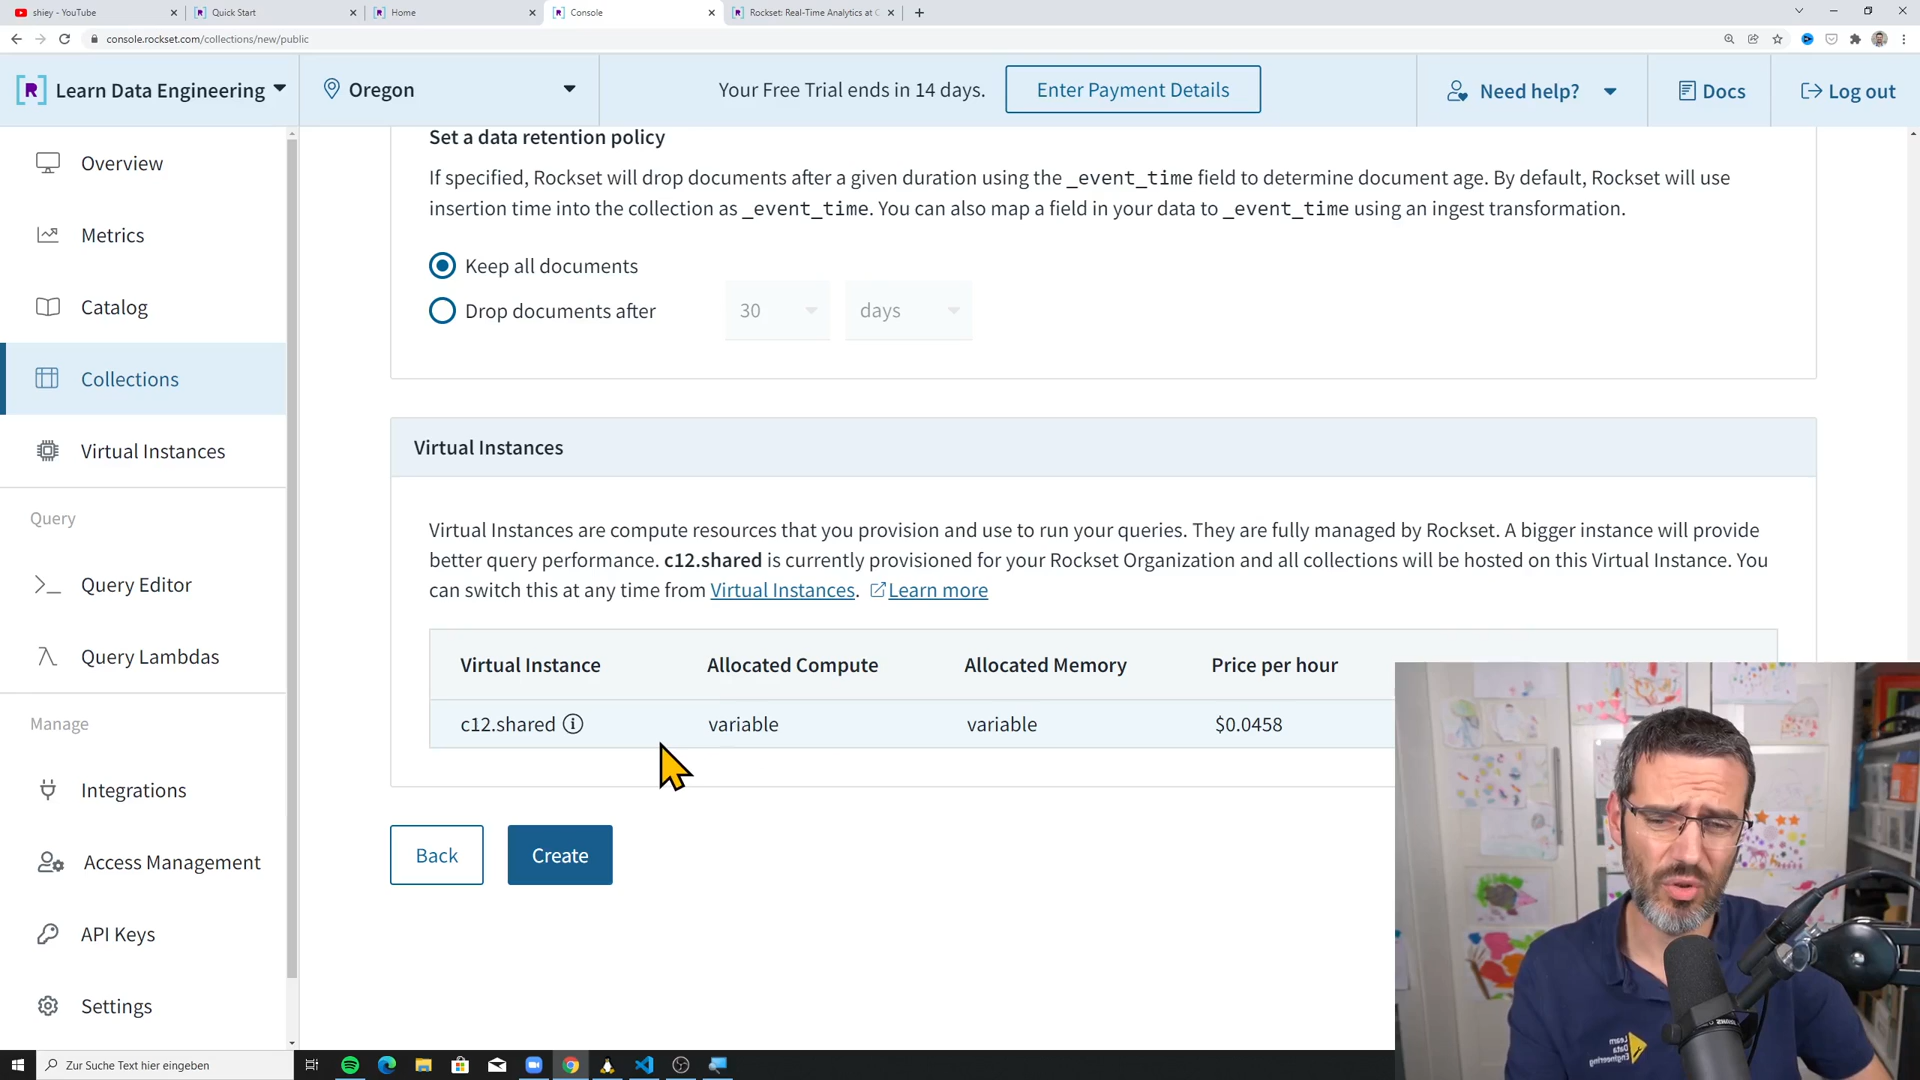 shiey - YouTube
Quick Start
Home
Console
Rockset: Real-Time Analytics at C
console.rockset.com/collections/new/public
R
Learn Data Engineering
Oregon
Your Free Trial ends in 14 days.
Enter Payment Details
Need help?
Docs
Log out
Overview
Metrics
Catalog
Collections
Virtual Instances
Query
Query Editor
Query Lambdas
Manage
Integrations
Access Management
API Keys
Settings
Set a data retention policy
If specified, Rockset will drop documents after a given duration using the _event_time field to determine document age. By default, Rockset will use
insertion time into the collection as _event_time. You can also map a field in your data to _event_time using an ingest transformation.
Keep all documents
Drop documents after
30
days
Virtual Instances
Virtual Instances are compute resources that you provision and use to run your queries. They are fully managed by Rockset. A bigger instance will provide
better query performance. c12.shared is currently provisioned for your Rockset Organization and all collections will be hosted on this Virtual Instance. You
can switch this at any time from Virtual Instances. Learn more
Virtual Instance
Allocated Compute
Allocated Memory
Price per hour
c12.shared
variable
variable
$0.0458
Back
Create
Learn
Data
Engineering
Zur Suche Text hier eingeben